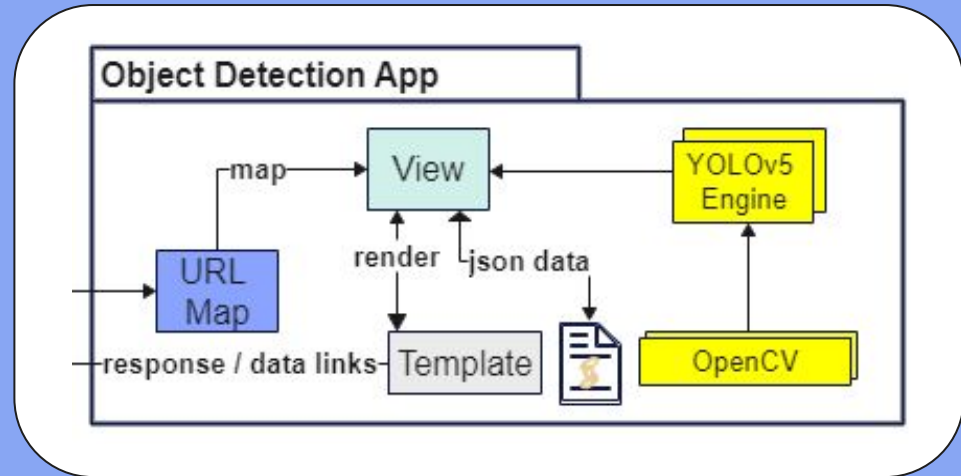 Object Detection App
map
View
YOLOv5
Engine
render
json data
URL
Map
response / data links
Template
OpenCV